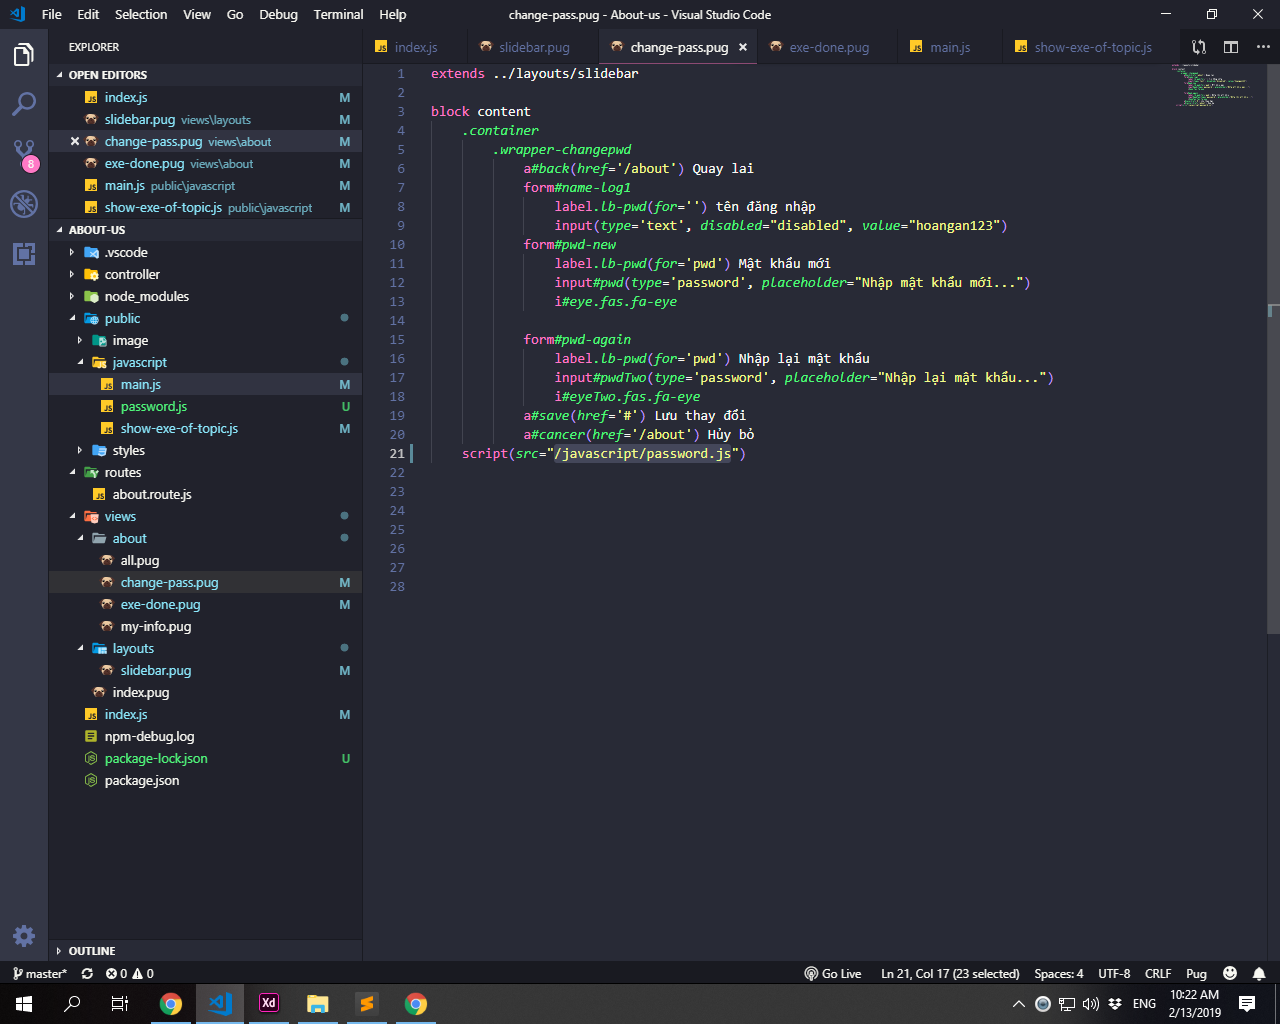 File Edit Selection View Go Debug Terminal Help
change-pass.pug - About-us - Visual Studio Code
EXPLORER
OPEN EDITORS
JS index.js M
slidebar.pug views\layouts M
change-pass.pug views\about M
exe-done.pug views\about M
JS main.js public\javascript M
JS show-exe-of-topic.js public\javascript M
8
ABOUT-US
.vscode
controller
node_modules
public
image
javascript
JS main.js M
JS password.js U
JS show-exe-of-topic.js M
styles
routes
JS about.route.js
views
about
all.pug
change-pass.pug M
exe-done.pug M
my-info.pug
layouts
slidebar.pug M
index.pug
JS index.js M
npm-debug.log
package-lock.json U
package.json
OUTLINE
JS index.js slidebar.pug change-pass.pug exe-done.pug JS main.js JS show-exe-of-topic.js
1 extends ../layouts/slidebar
2
3 block content
4 .container
5 .wrapper-changepwd
6 a#back(href='/about') Quay lai
7 form#name-log1
8 label.lb-pwd(for='') tên đăng nhập
9 input(type='text', disabled="disabled", value="hoangan123")
10 form#pwd-new
11 label.lb-pwd(for='pwd') Mật khẩu mới
12 input#pwd(type='password', placeholder="Nhập mật khẩu mới...")
13 i#eye.fas.fa-eye
14
15 form#pwd-again
16 label.lb-pwd(for='pwd') Nhập lại mật khẩu
17 input#pwdTwo(type='password', placeholder="Nhập lại mật khẩu...")
18 i#eyeTwo.fas.fa-eye
19 a#save(href='#') Lưu thay đổi
20 a#cancer(href='/about') Hủy bỏ
21 script(src="/javascript/password.js")
22
23
24
25
26
27
28
master* 0 0 Go Live Ln 21, Col 17 (23 selected) Spaces: 4 UTF-8 CRLF Pug
Xd
ENG
10:22 AM
2/13/2019